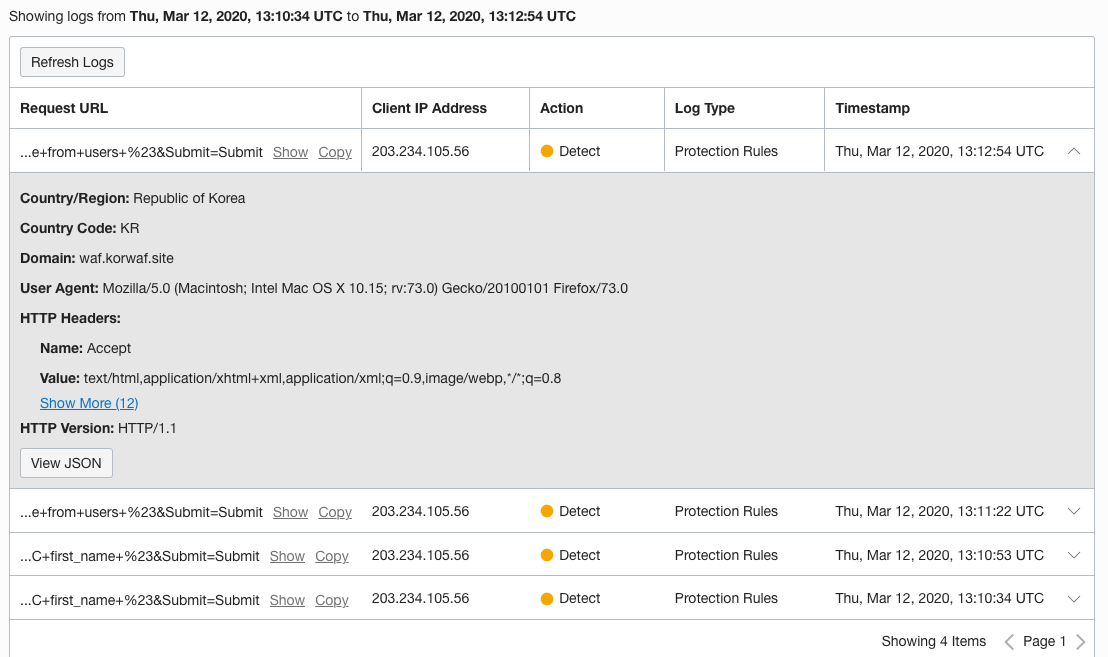 Showing logs from Thu, Mar 12, 2020, 13:10:34 UTC to Thu, Mar 12, 2020, 13:12:54 UTC
Refresh Logs
Request URL Client IP Address Action Log Type Timestamp
...e+from+users+%23&Submit=Submit Show Copy 203.234.105.56 Detect Protection Rules Thu, Mar 12, 2020, 13:12:54 UTC
Country/Region: Republic of Korea
Country Code: KR
Domain: waf.korwaf.site
User Agent: Mozilla/5.0 (Macintosh; Intel Mac OS X 10.15; rv:73.0) Gecko/20100101 Firefox/73.0
HTTP Headers:
Name: Accept
Value: text/html,application/xhtml+xml,application/xml;q=0.9,image/webp,*/*;q=0.8
Show More (12)
HTTP Version: HTTP/1.1
View JSON
...e+from+users+%23&Submit=Submit Show Copy 203.234.105.56 Detect Protection Rules Thu, Mar 12, 2020, 13:11:22 UTC
...C+first_name+%23&Submit=Submit Show Copy 203.234.105.56 Detect Protection Rules Thu, Mar 12, 2020, 13:10:53 UTC
...C+first_name+%23&Submit=Submit Show Copy 203.234.105.56 Detect Protection Rules Thu, Mar 12, 2020, 13:10:34 UTC
Showing 4 Items Page 1